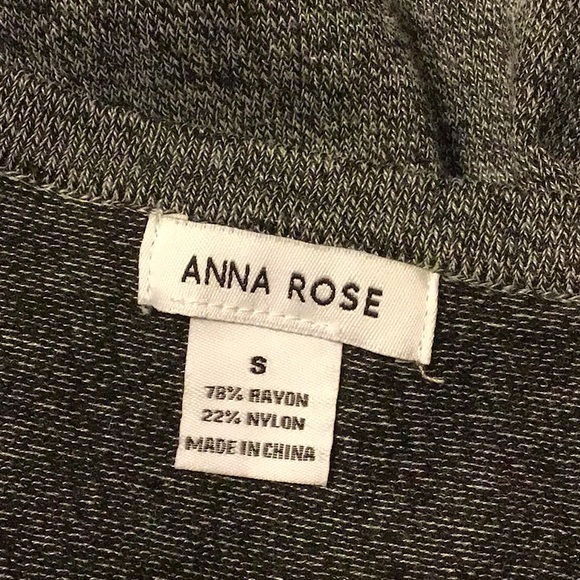 ANNA ROSE
S
78% RAYON
22% NYLON
MADE IN CHINA